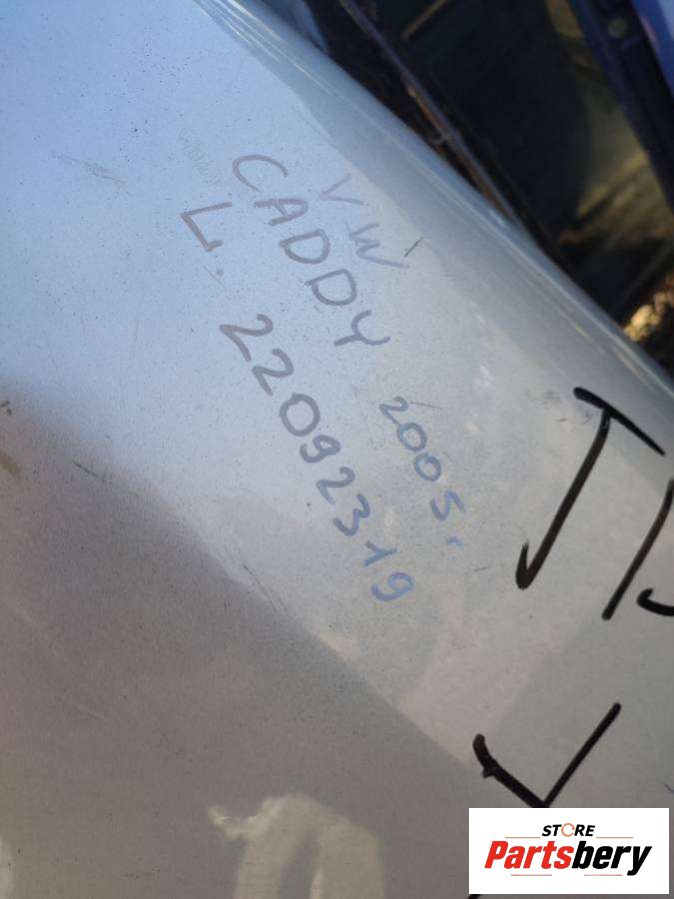 VW
CADDY 2005.
L. 22092319
STORE
Partsbery